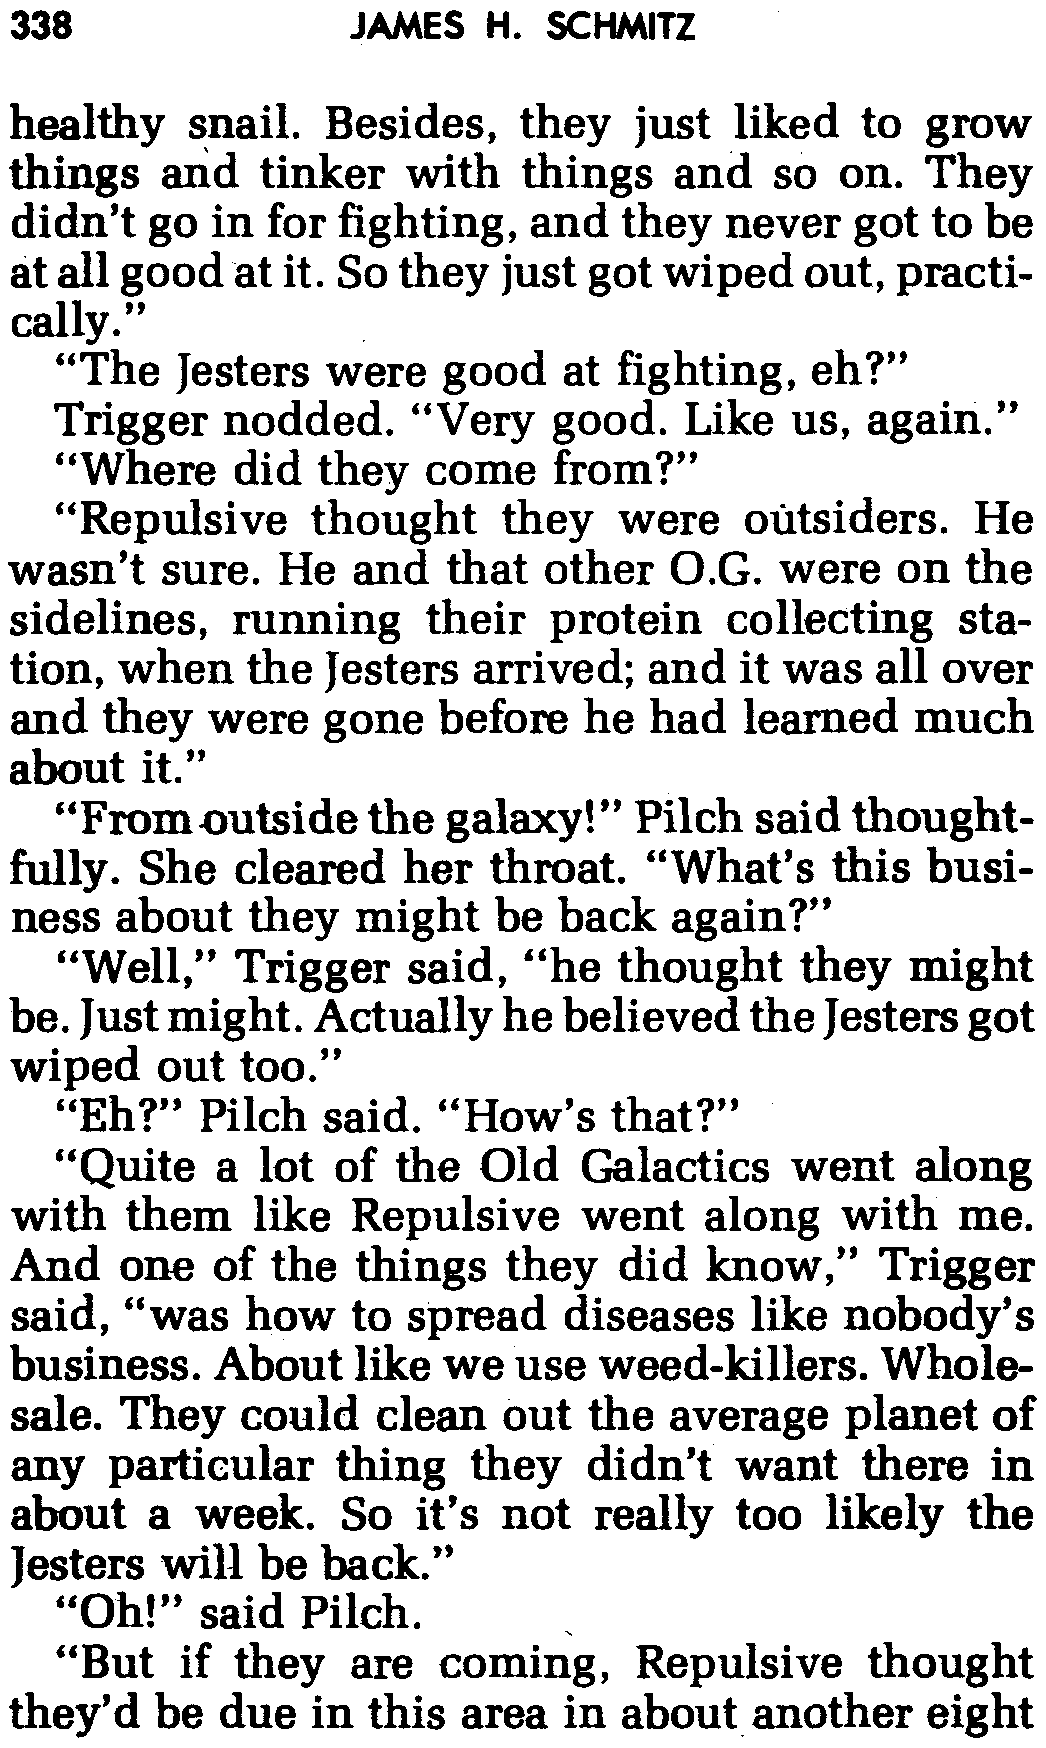 338 JAMES H. SCHMITZ
healthy snail. Besides, they just liked to grow
things and tinker with things and so on. They
didn't go in for fighting, and they never got to be
at all good at it. So they just got wiped out, practi-
cally."
"The Jesters were good at fighting, eh?"
Trigger nodded. "Very good. Like us, again."
"Where did they come from?"
"Repulsive thought they were outsiders. He
wasn't sure. He and that other O.G. were on the
sidelines, running their protein collecting sta-
tion, when the Jesters arrived; and it was all over
and they were gone before he had learned much
about it."
"From outside the galaxy!" Pilch said thought-
fully. She cleared her throat. "What's this busi-
ness about they might be back again?"
"Well," Trigger said, "he thought they might
be. Just might. Actually he believed the Jesters got
wiped out too."
"Eh?" Pilch said. "How's that?"
"Quite a lot of the Old Galactics went along
with them like Repulsive went along with me.
And one of the things they did know," Trigger
said, "was how to spread diseases like nobody's
business. About like we use weed-killers. Whole-
sale. They could clean out the average planet of
any particular thing they didn't want there in
about a week. So it's not really too likely the
Jesters will be back."
"Oh!" said Pilch.
"But if they are coming, Repulsive thought
they'd be due in this area in about another eight